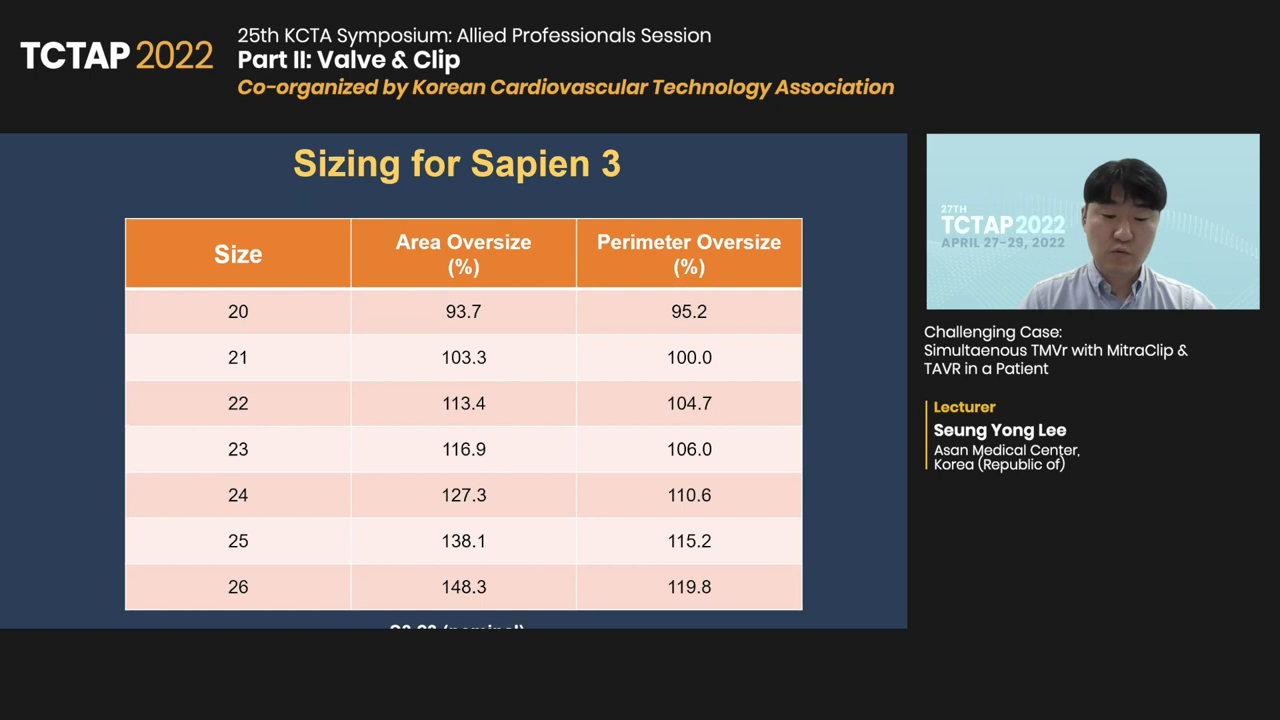 TCTAP 2022
25th KCTA Symposium: Allied Professionals Session
Part II: Valve & Clip
Co-organized by Korean Cardiovascular Technology Association
Sizing for Sapien 3
Size Area Oversize (%) Perimeter Oversize (%)
20 93.7 95.2
21 103.3 100.0
22 113.4 104.7
23 116.9 106.0
24 127.3 110.6
25 138.1 115.2
26 148.3 119.8
27TH
TCTAP 2022
APRIL 27-29, 2022
Challenging Case:
Simultaenous TMVr with MitraClip &
TAVR in a Patient
Lecturer
Seung Yong Lee
Asan Medical Center,
Korea (Republic of)